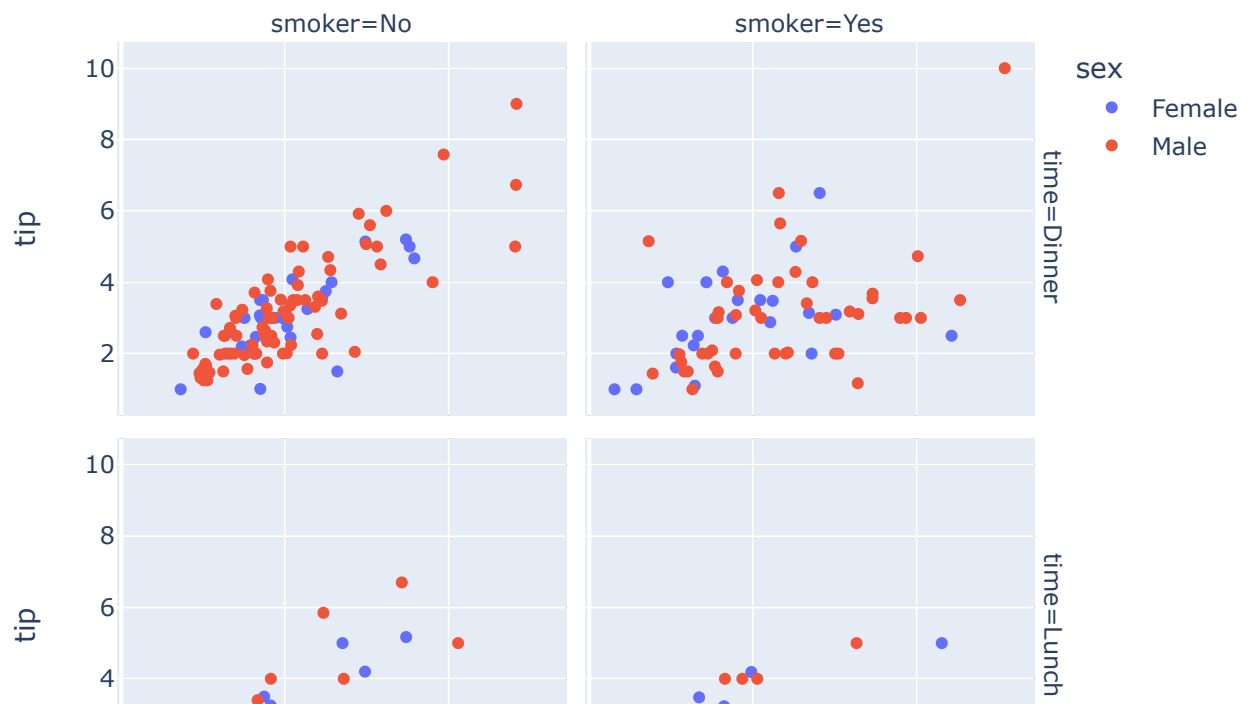 smoker=No
smoker=Yes
sex
Female
Male
tip
10
8
6
4
2
time=Dinner
tip
10
8
6
4
time=Lunch